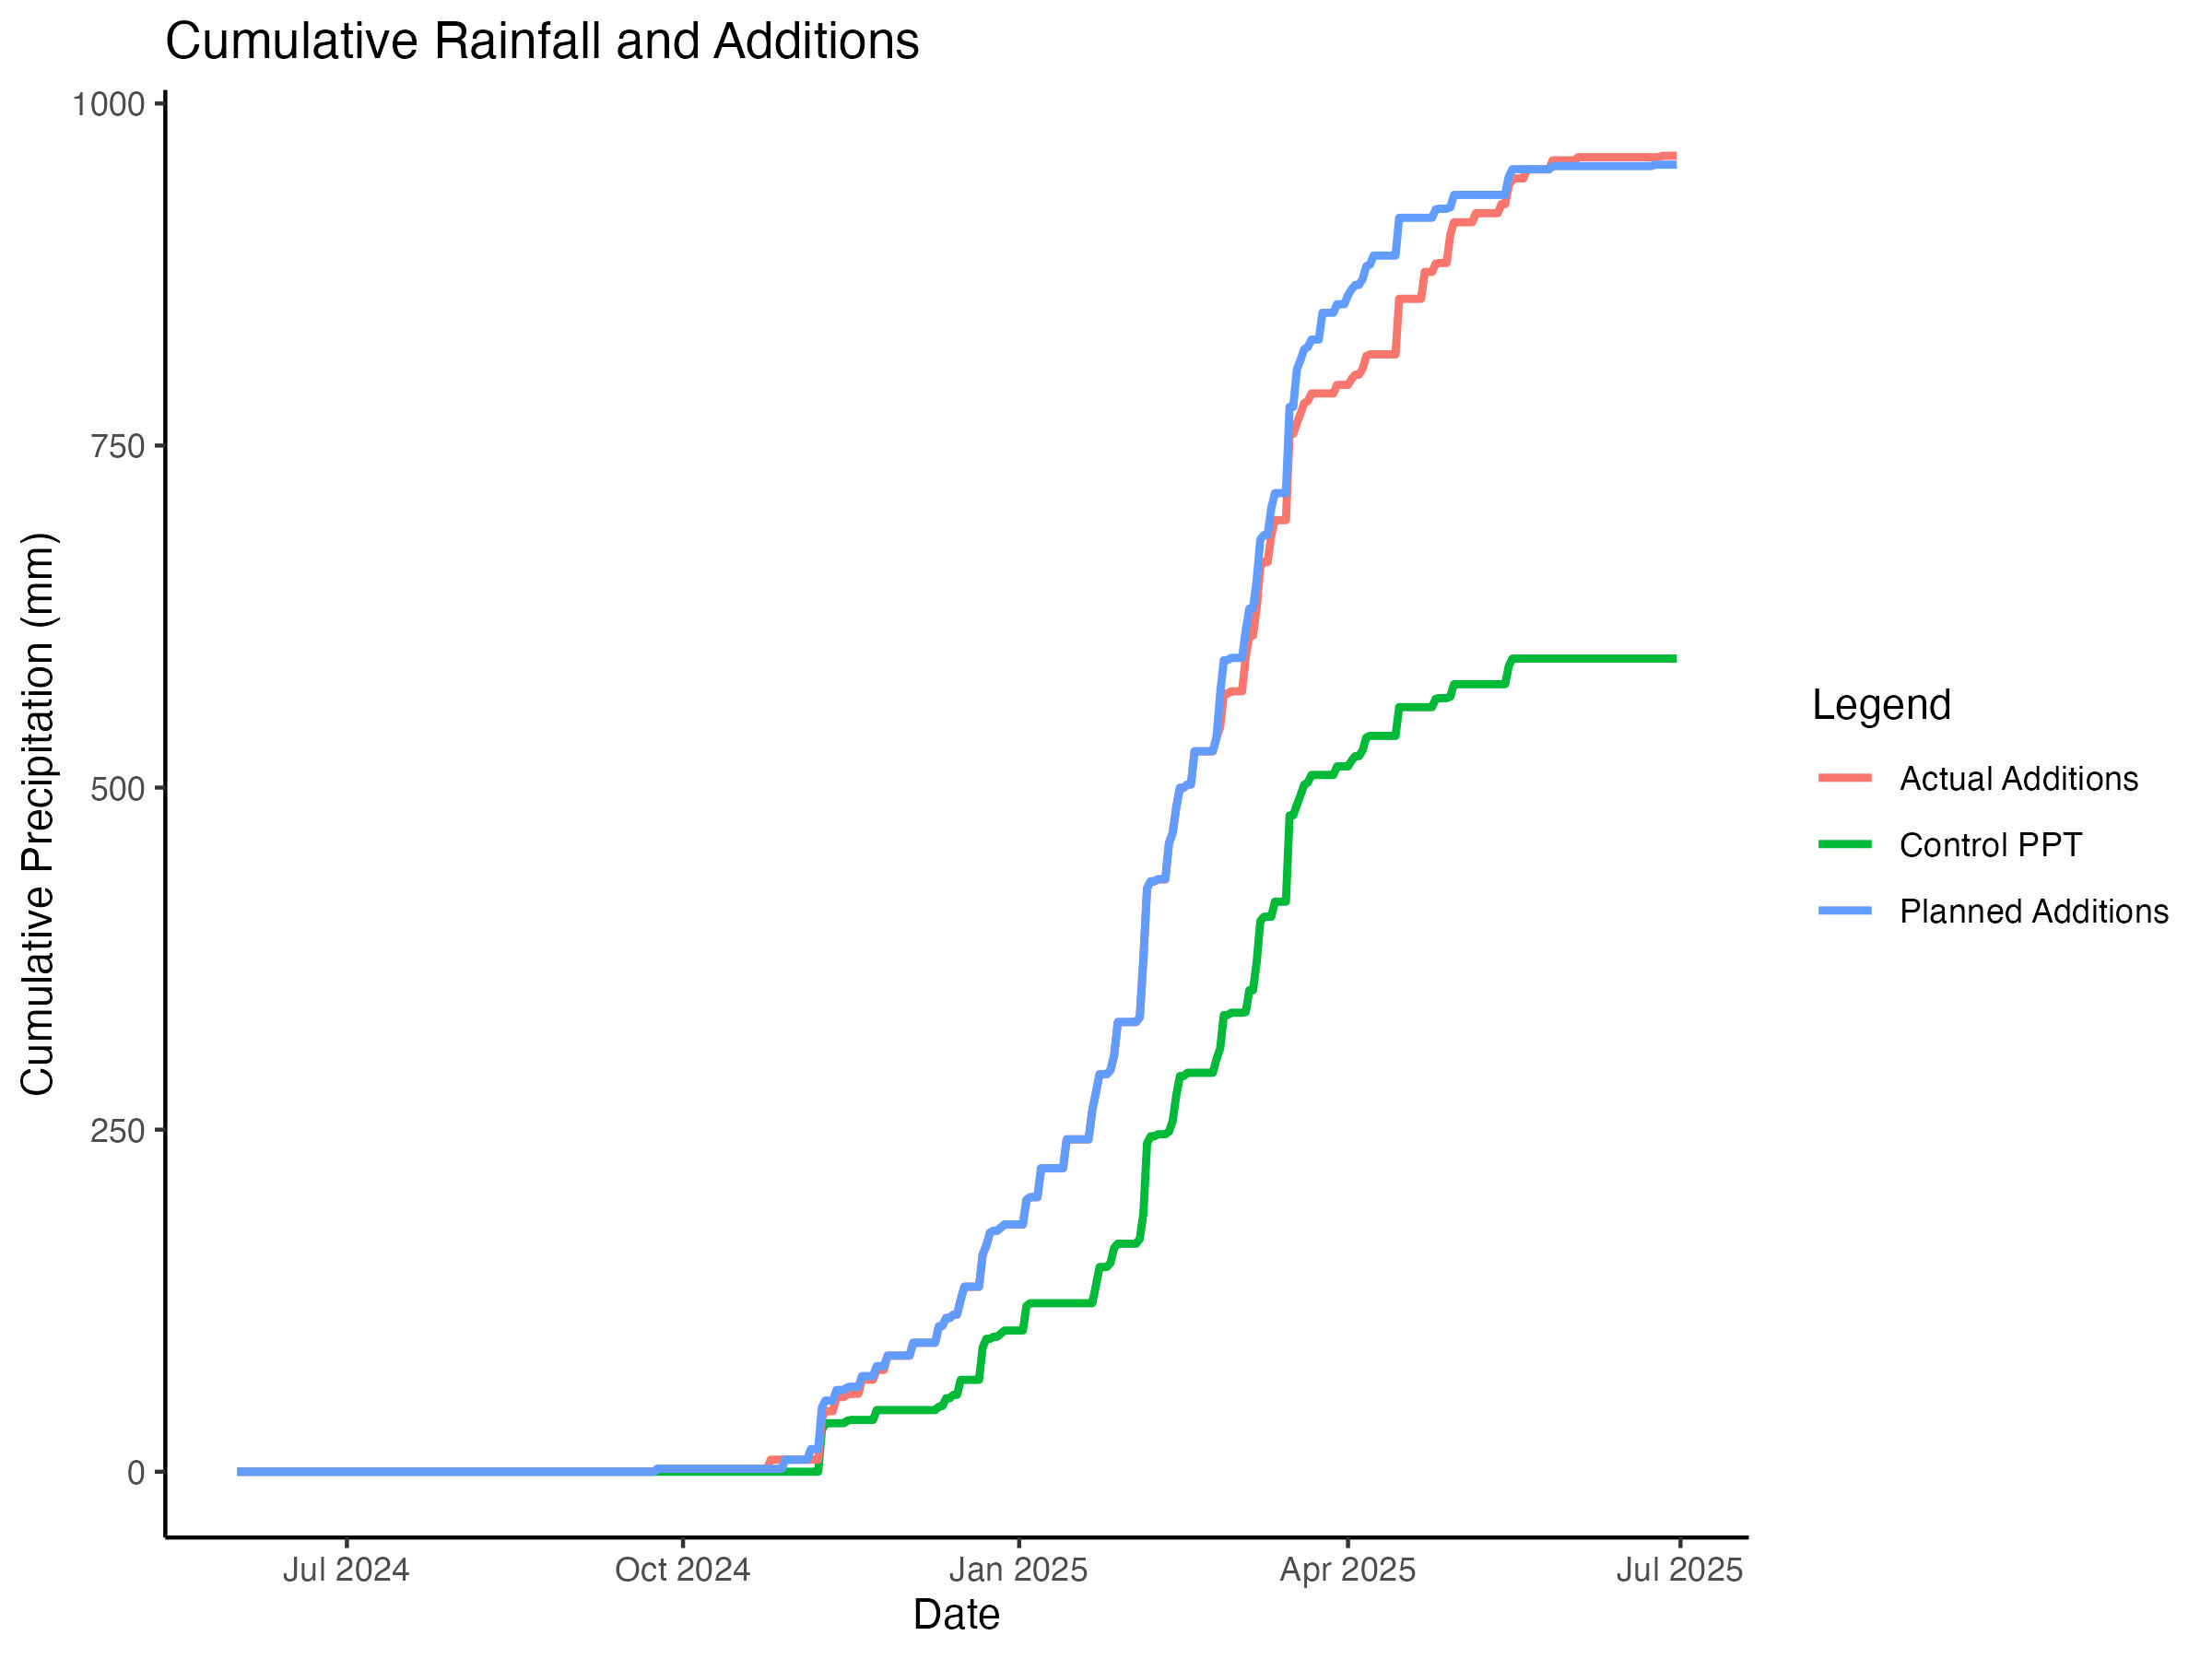 Cumulative Rainfall and Additions
Cumulative Precipitation (mm)
1000
750
500
250
0
Jul 2024
Oct 2024
Jan 2025
Apr 2025
Jul 2025
Date
Legend
Actual Additions
Control PPT
Planned Additions